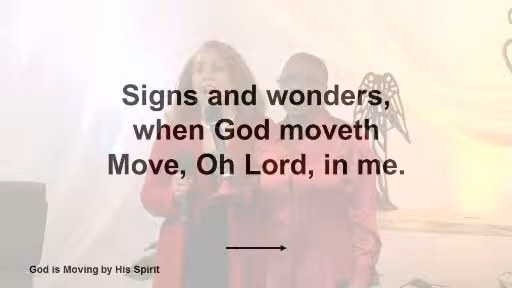 Signs and wonders,
when God moveth
Move, Oh Lord, in me.
God is Moving by His Spirit